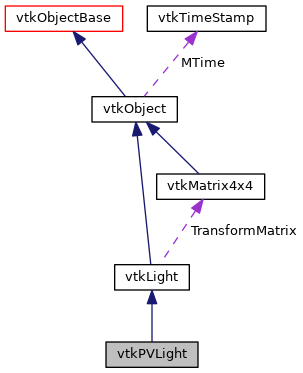 vtkObjectBase
vtkTimeStamp
MTime
vtkObject
vtkMatrix4x4
TransformMatrix
vtkLight
vtkPVLight